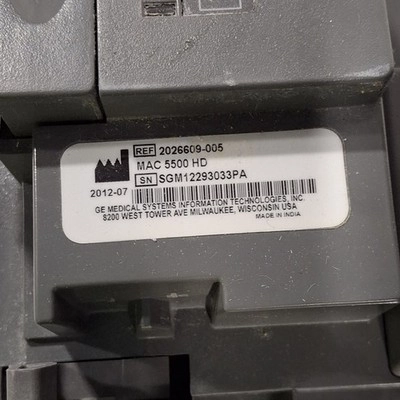 REF 2026609-005
MAC 5500 HD
SN SGM12293033PA
2012-07
GE MEDICAL SYSTEMS INFORMATION TECHNOLOGIES, INC.
8200 WEST TOWER AVE MILWAUKEE, WISCONSIN USA
MADE IN INDIA